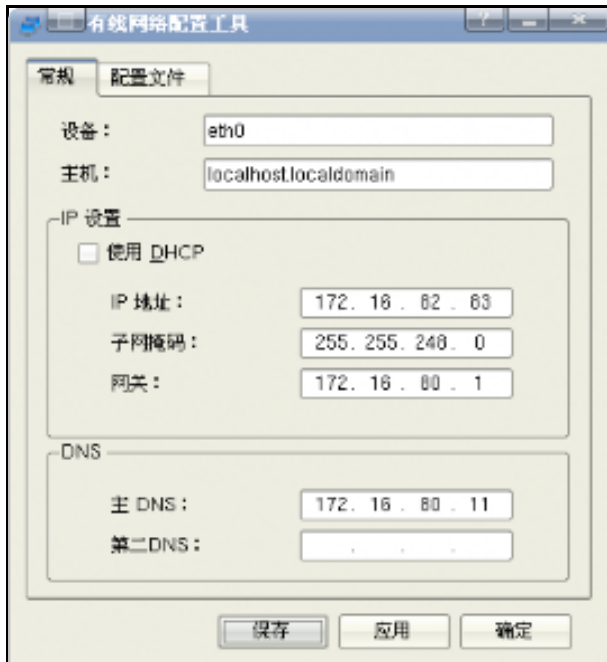 有线网络配置工具
常规 配置文件
设备： eth0
主机： localhost.localdomain
IP 设置
使用 DHCP
IP 地址： 172. 16 . 82 . 83
子网掩码： 255. 255. 248. 0
网关： 172. 16 . 80 . 1
DNS
主 DNS： 172. 16 . 80 . 11
第二DNS： . . .
保存 应用 确定